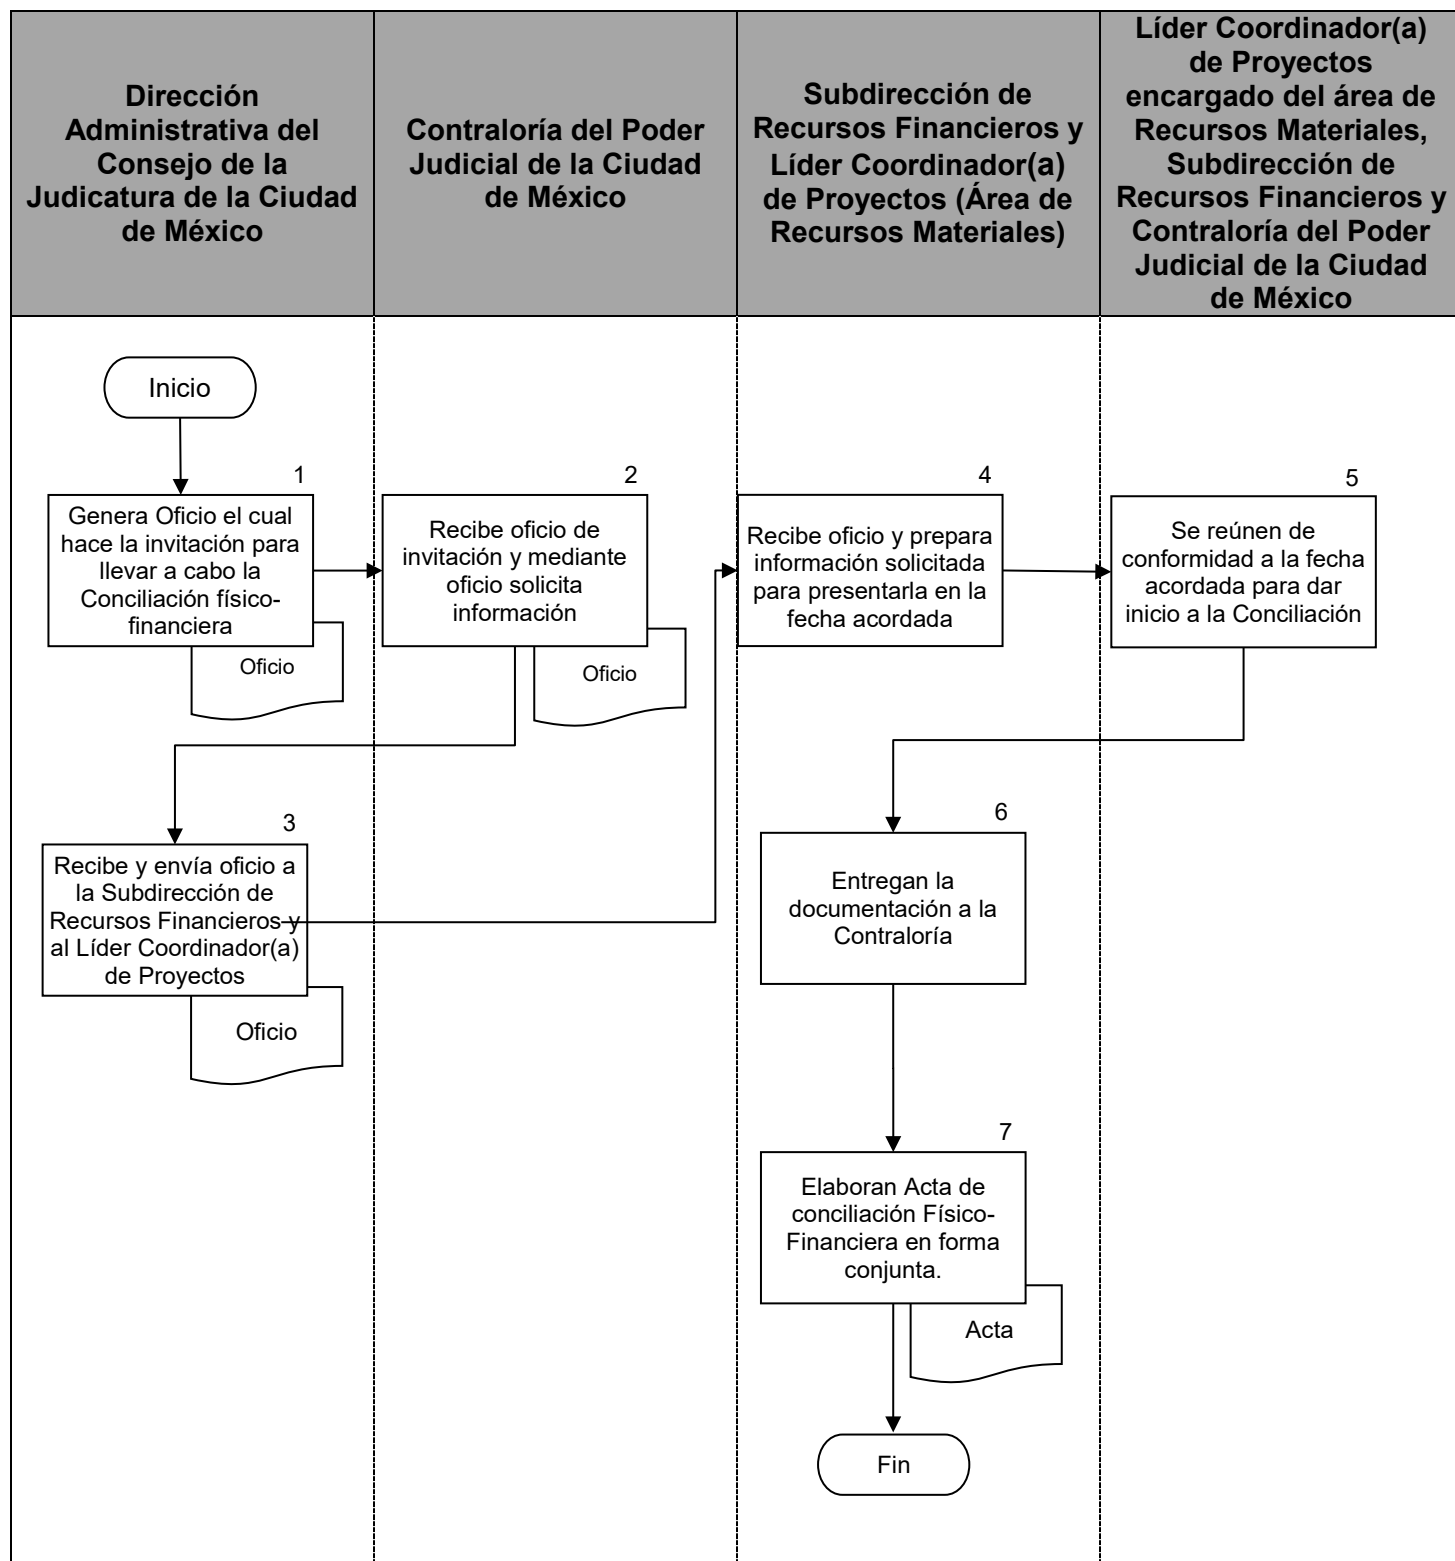 Dirección
Administrativa del
Consejo de la
Judicatura de la Ciudad
de México
Contraloría del Poder
Judicial de la Ciudad
de México
Subdirección de
Recursos Financieros y
Líder Coordinador(a)
de Proyectos (Área de
Recursos Materiales)
Líder Coordinador(a)
de Proyectos
encargado del área de
Recursos Materiales,
Subdirección de
Recursos Financieros y
Contraloría del Poder
Judicial de la Ciudad
de México
Inicio
1
Genera Oficio el cual
hace la invitación para
llevar a cabo la
Conciliación físico-
financiera
Oficio
2
Recibe oficio de
invitación y mediante
oficio solicita
información
Oficio
3
Recibe y envía oficio a
la Subdirección de
Recursos Financieros y
al Líder Coordinador(a)
de Proyectos
Oficio
4
Recibe oficio y prepara
información solicitada
para presentarla en la
fecha acordada
5
Se reúnen de
conformidad a la fecha
acordada para dar
inicio a la Conciliación
6
Entregan la
documentación a la
Contraloría
7
Elaboran Acta de
conciliación Físico-
Financiera en forma
conjunta.
Acta
Fin